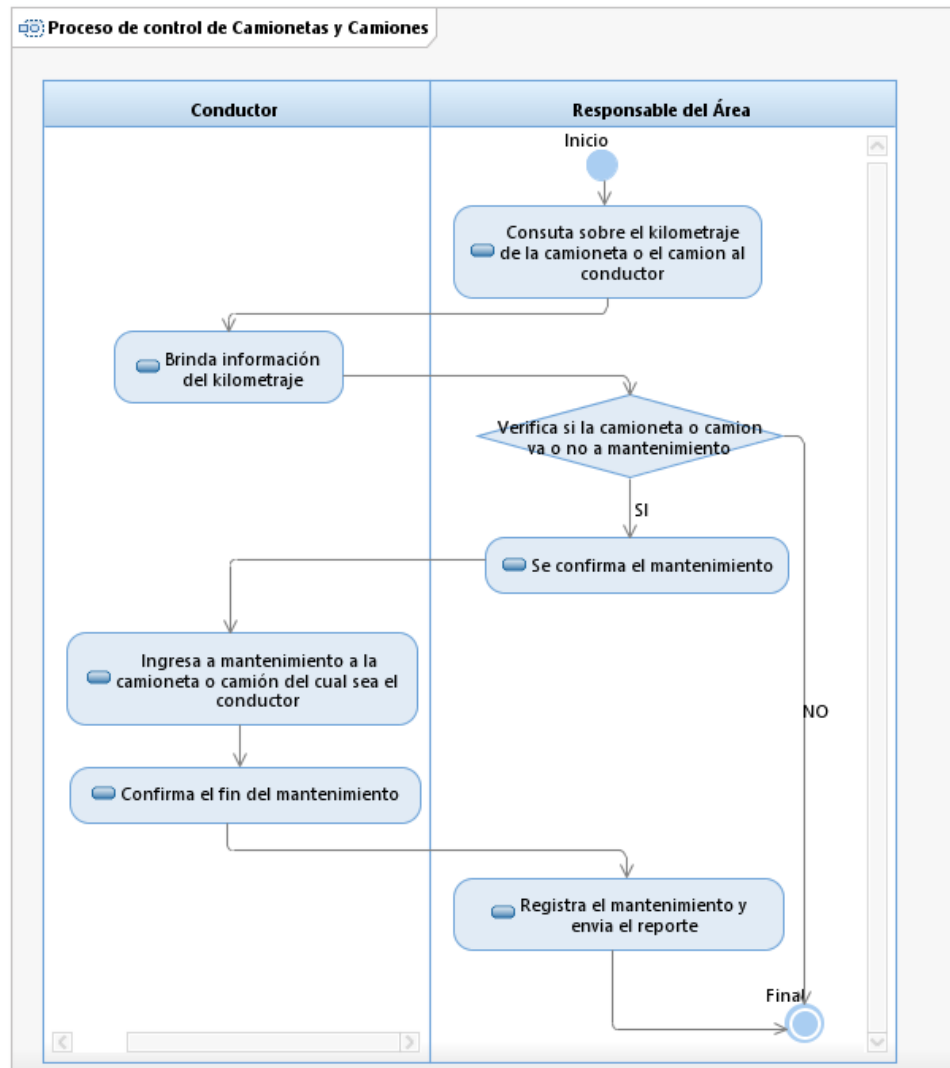 Proceso de control de Camionetas y Camiones
Conductor
Responsable del Área
Inicio
Consuta sobre el kilometraje
de la camioneta o el camion al
conductor
Brinda información
del kilometraje
Verifica si la camioneta o camion
va o no a mantenimiento
SI
Se confirma el mantenimiento
Ingresa a mantenimiento a la
camioneta o camión del cual sea el
conductor
NO
Confirma el fin del mantenimiento
Registra el mantenimiento y
envia el reporte
Final